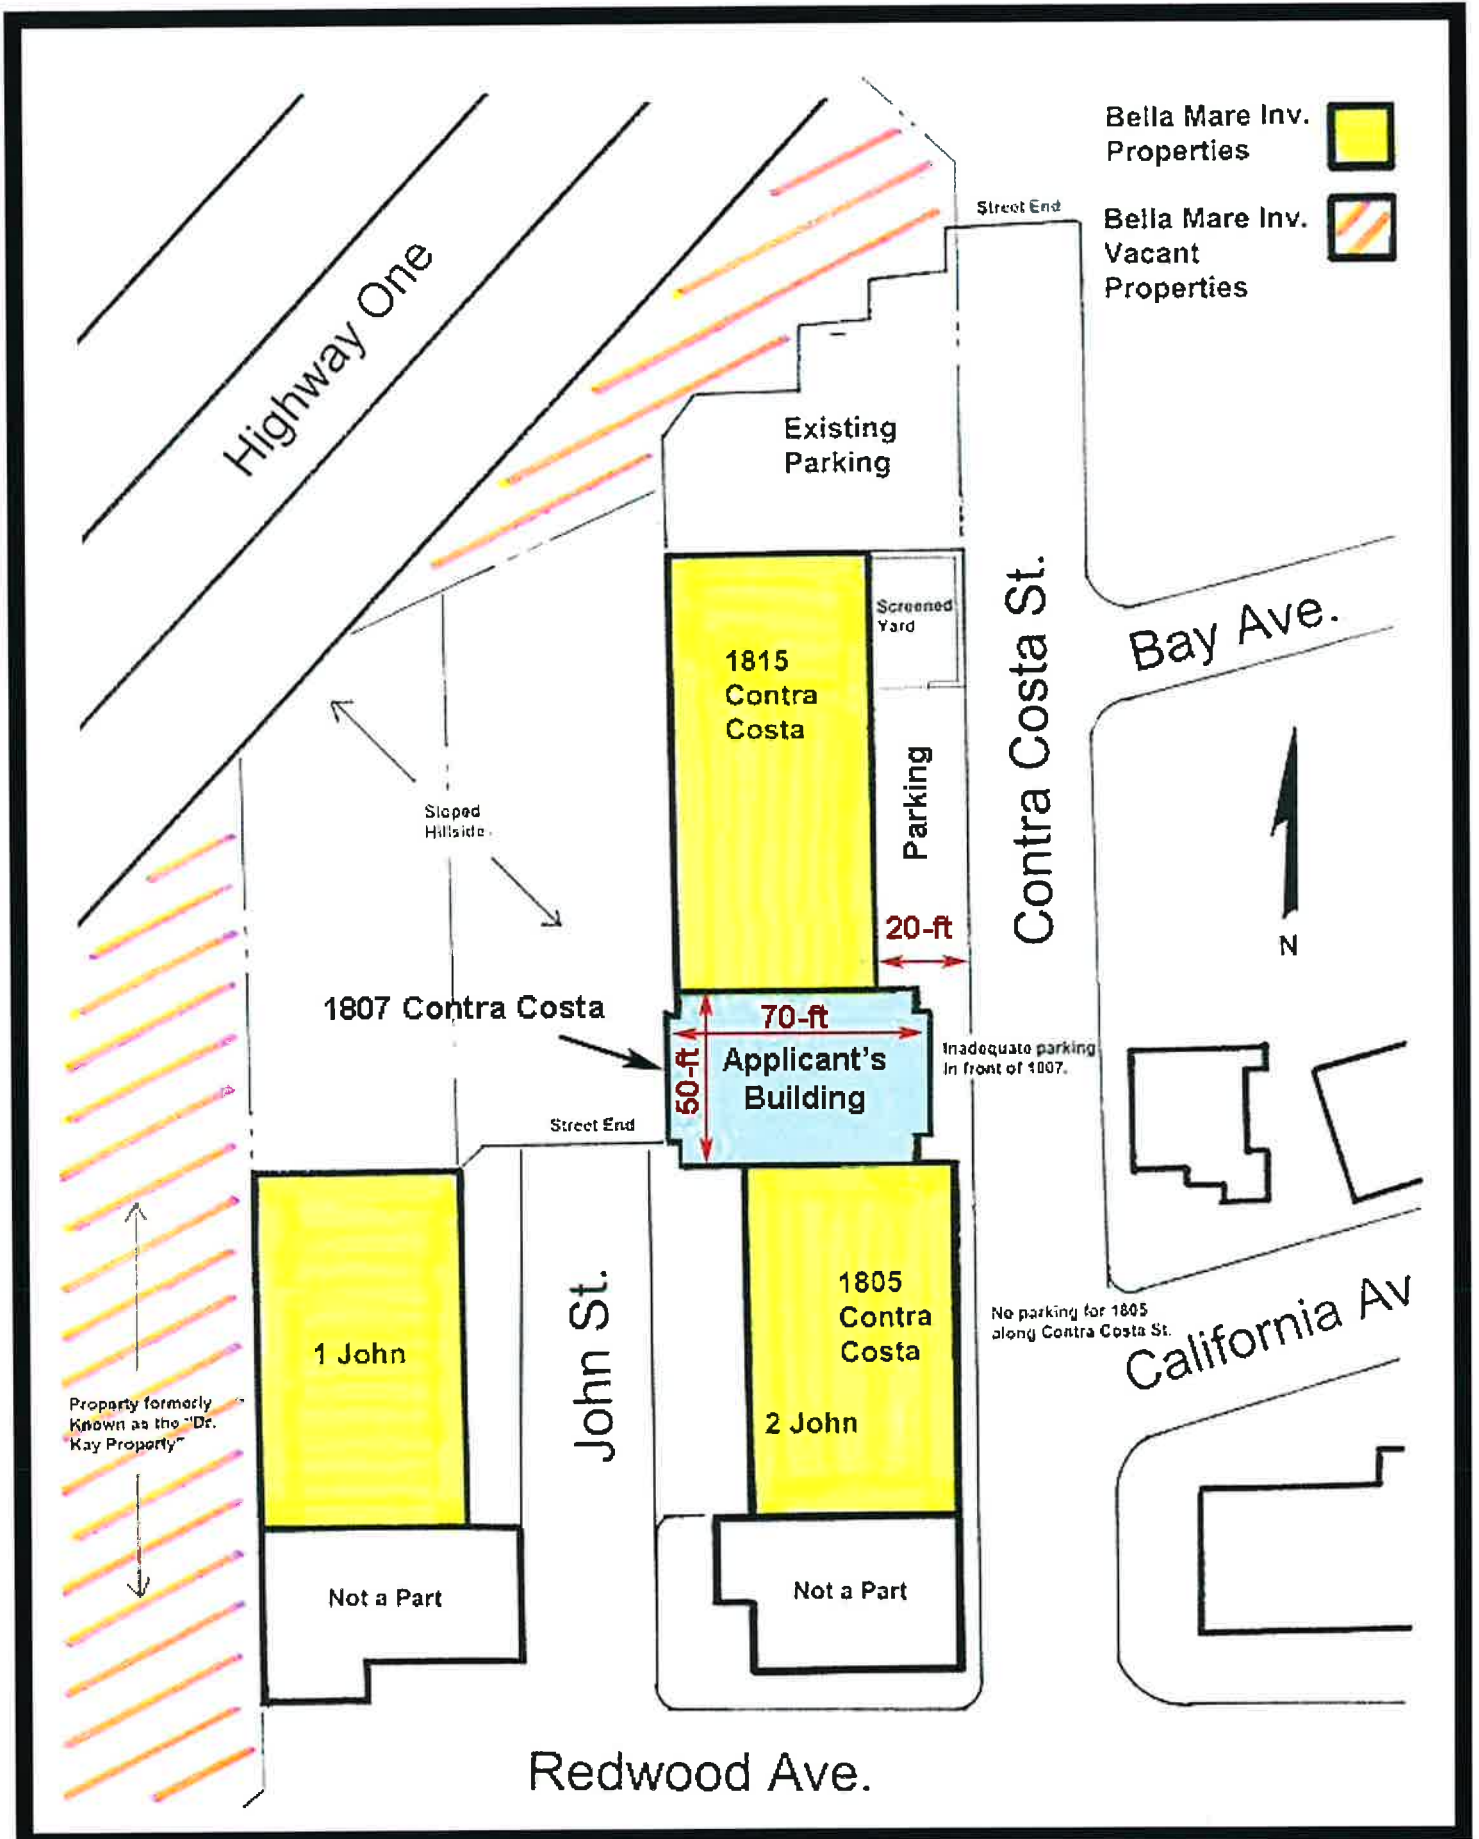 Bella Mare Inv.
Properties
Street End
Bella Mare Inv.
Vacant
Properties
Highway One
Existing
Parking
Contra Costa St.
Bay Ave.
Screened
Yard
1815
Contra
Costa
Parking
Sloped
Hillside.
20-ft
N
1807 Contra Costa
70-ft
50-ft
Applicant's
Building
Inadequate parking
in front of 1807.
Street End
1 John
John St.
1805
Contra
Costa
2 John
No parking for 1805
along Contra Costa St.
California Av
Property formerly
Known as the "Dr.
Kay Property"
Not a Part
Not a Part
Redwood Ave.